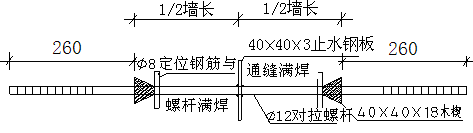 1/2墙长
1/2墙长
260
40×40×3止水钢板
260
Φ8定位钢筋与
通缝满焊
螺杆满焊
Φ12对拉螺杆
40×40×18木楔